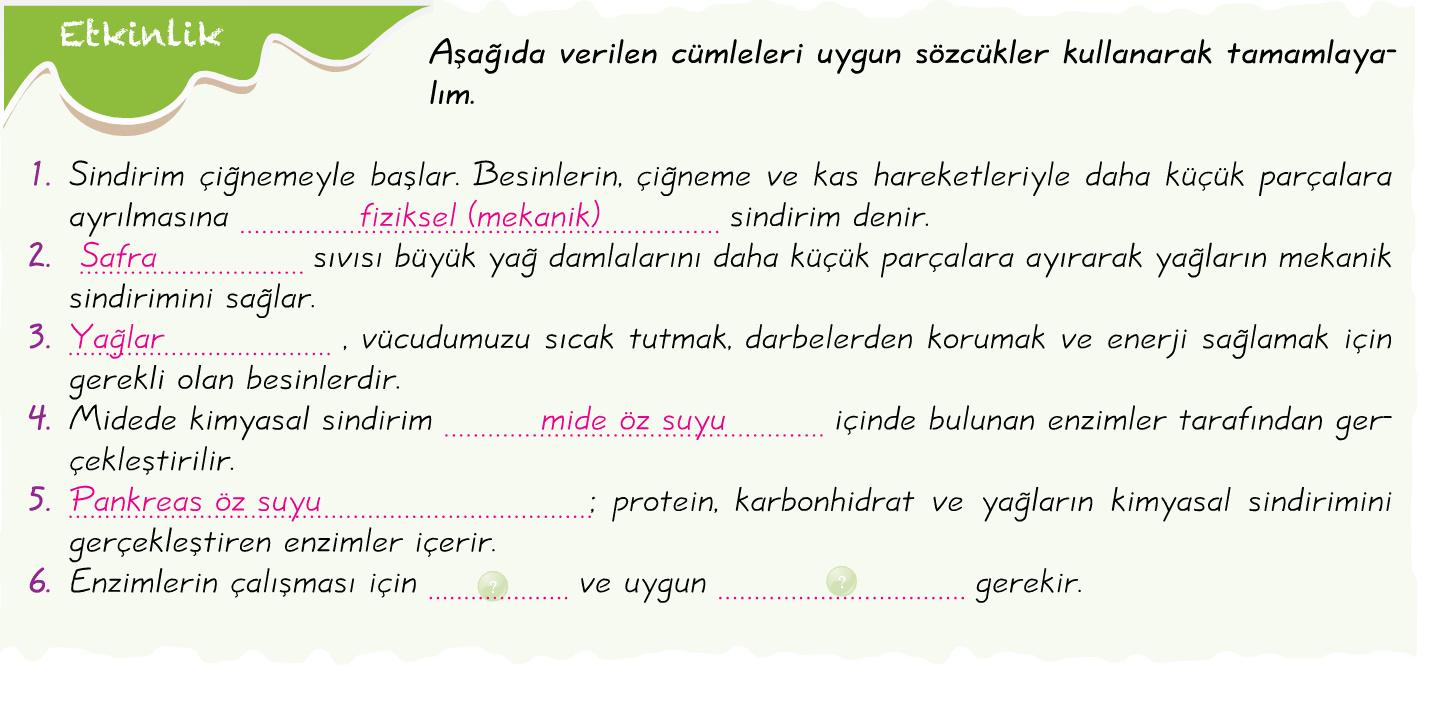 Etkinlik
Aşağıda verilen cümleleri uygun sözcükler kullanarak tamamlaya-
lım.
1. Sindirim çiğnemeyle başlar. Besinlerin, çiğneme ve kas hareketleriyle daha küçük parçalara
ayrılmasına fiziksel (mekanik) sindirim denir.
2. Safra sıvısı büyük yağ damlalarını daha küçük parçalara ayırarak yağların mekanik
sindirimini sağlar.
3. Yağlar , vücudumuzu sıcak tutmak, darbelerden korumak ve enerji sağlamak için
gerekli olan besinlerdir.
4. Midede kimyasal sindirim mide öz suyu içinde bulunan enzimler tarafından ger-
çekleştirilir.
5. Pankreas öz suyu ; protein, karbonhidrat ve yağların kimyasal sindirimini
gerçekleştiren enzimler içerir.
6. Enzimlerin çalışması için ? ve uygun ? gerekir.